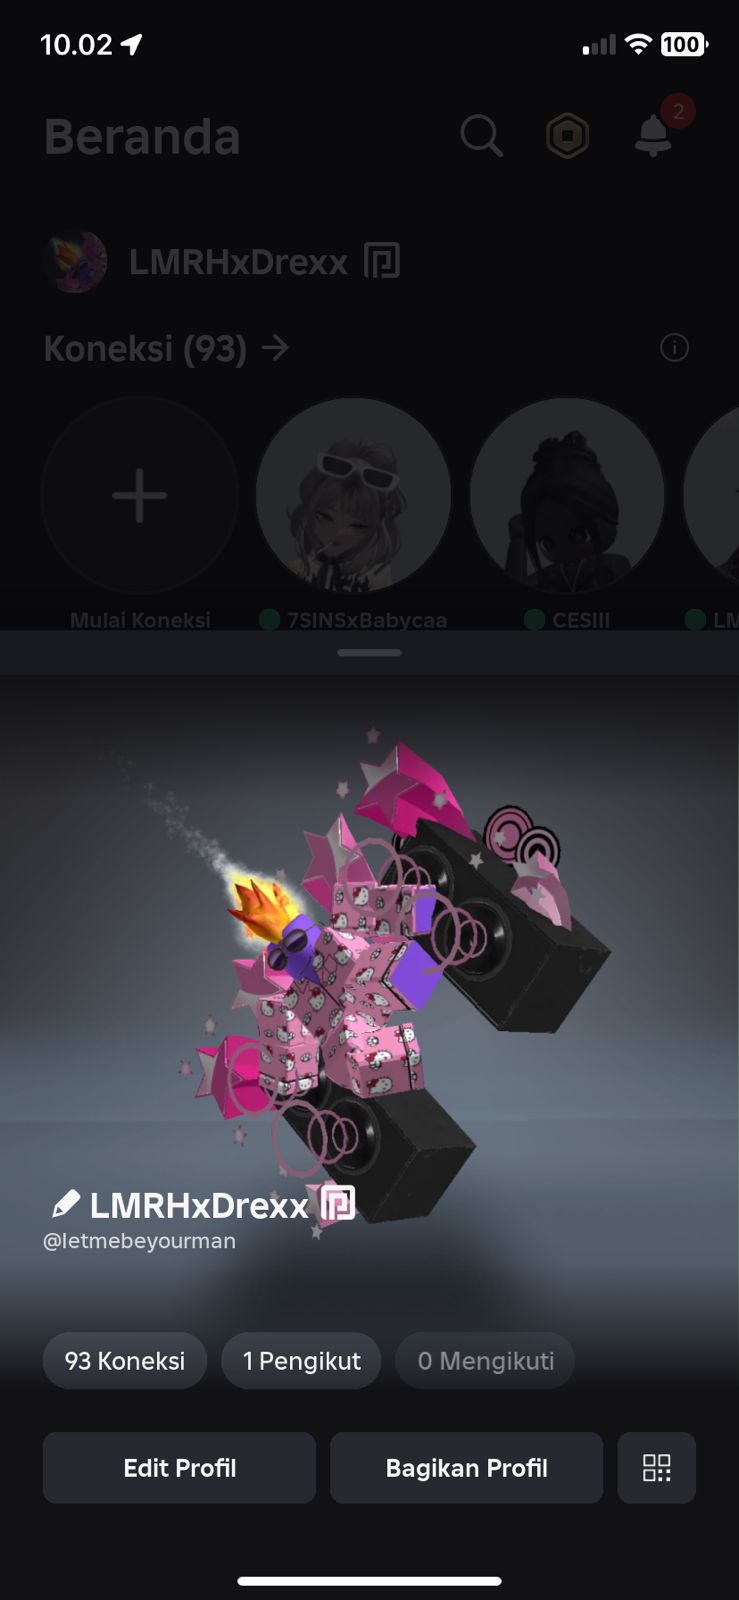 10.02
100
Beranda
2
LMRHxDrexx
Koneksi (93)
Mulai Koneksi
7SINSxBabycaa
CESIII
LM
LMRHxDrexx
@letmebeyourman
93 Koneksi
1 Pengikut
0 Mengikuti
Edit Profil
Bagikan Profil